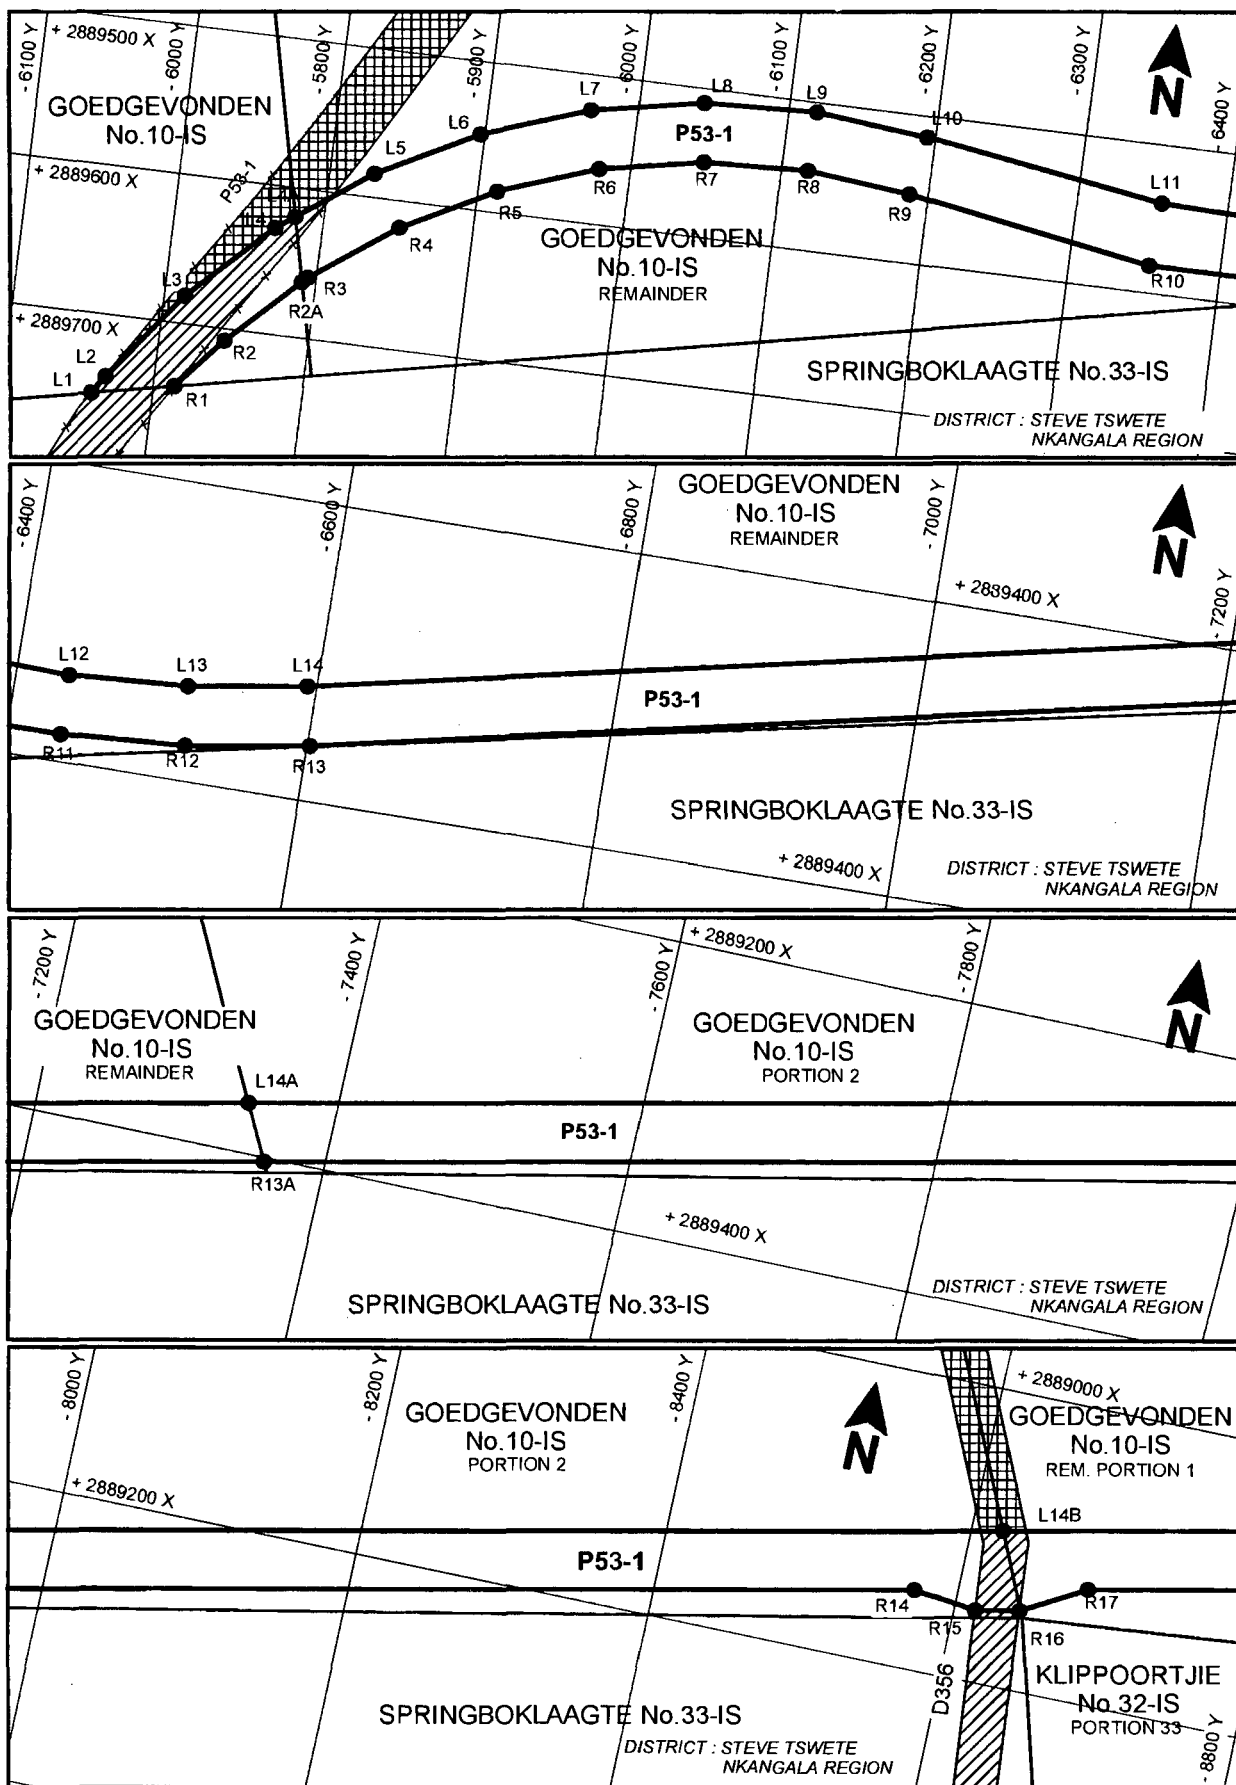 - 6100 Y
+ 2889500 X
- 6000 Y
- 5800 Y
- 5900 Y
- 6000 Y
- 6100 Y
- 6200 Y
- 6300 Y
- 6400 Y
N
GOEDGEVONDEN
No.10-IS
+ 2889600 X
P53-1
L7
L8
L9
L10
L6
L5
P53-1
L11
L4
L3
R7
R6
R8
R5
R9
R4
GOEDGEVONDEN
No.10-IS
REMAINDER
R3
R2A
R10
+ 2889700 X
R2
L2
L1
R1
SPRINGBOKLAAGTE No.33-IS
DISTRICT : STEVE TSWETE
NKANGALA REGION
- 6400 Y
- 6600 Y
- 6800 Y
- 7000 Y
- 7200 Y
GOEDGEVONDEN
No.10-IS
REMAINDER
N
+ 2889400 X
L12
L13
L14
P53-1
R11
R12
R13
SPRINGBOKLAAGTE No.33-IS
+ 2889400 X
DISTRICT : STEVE TSWETE
NKANGALA REGION
- 7200 Y
- 7400 Y
- 7600 Y
+ 2889200 X
- 7800 Y
N
GOEDGEVONDEN
No.10-IS
REMAINDER
GOEDGEVONDEN
No.10-IS
PORTION 2
L14A
P53-1
R13A
+ 2889400 X
SPRINGBOKLAAGTE No.33-IS
DISTRICT : STEVE TSWETE
NKANGALA REGION
- 8000 Y
- 8200 Y
- 8400 Y
+ 2889000 X
GOEDGEVONDEN
No.10-IS
PORTION 2
N
GOEDGEVONDEN
No.10-IS
REM. PORTION 1
+ 2889200 X
L14B
P53-1
R14
R17
R15
R16
D356
KLIPPOORTJIE
No.32-IS
PORTION 33
SPRINGBOKLAAGTE No.33-IS
DISTRICT : STEVE TSWETE
NKANGALA REGION
- 8800 Y